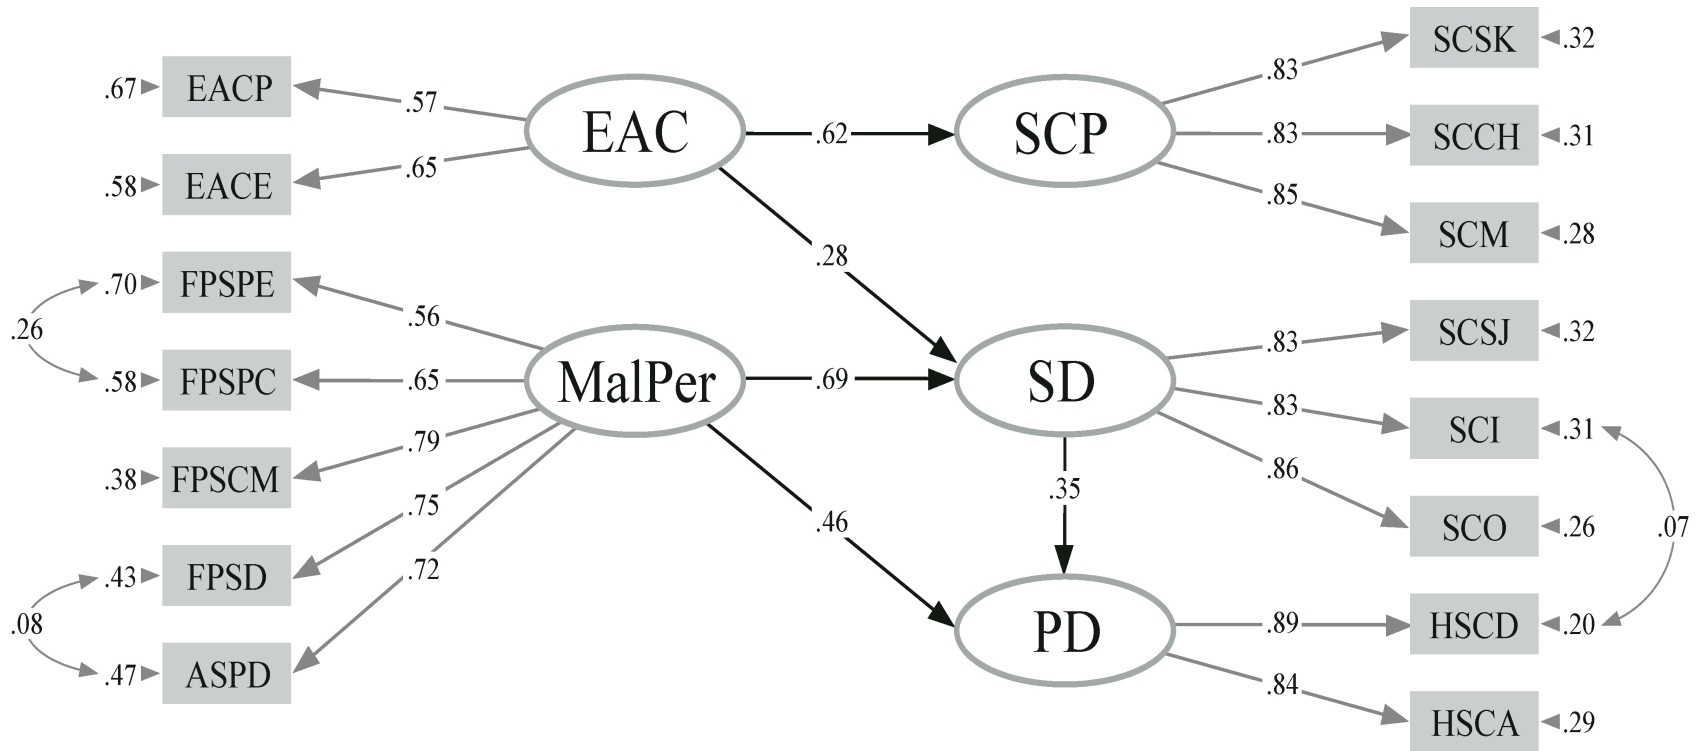 .67
EACP
.57
.58
EACE
.65
.26
.70
FPSPE
.56
.58
FPSPC
.65
.38
FPSCM
.79
.08
.43
FPSD
.75
.47
ASPD
.72
EAC
.62
.28
MalPer
.69
.46
SCP
SD
.35
PD
.83
SCSK
.32
.83
SCCH
.31
.85
SCM
.28
.83
SCSJ
.32
.83
SCI
.31
.86
SCO
.26
.07
.89
HSCD
.20
.84
HSCA
.29